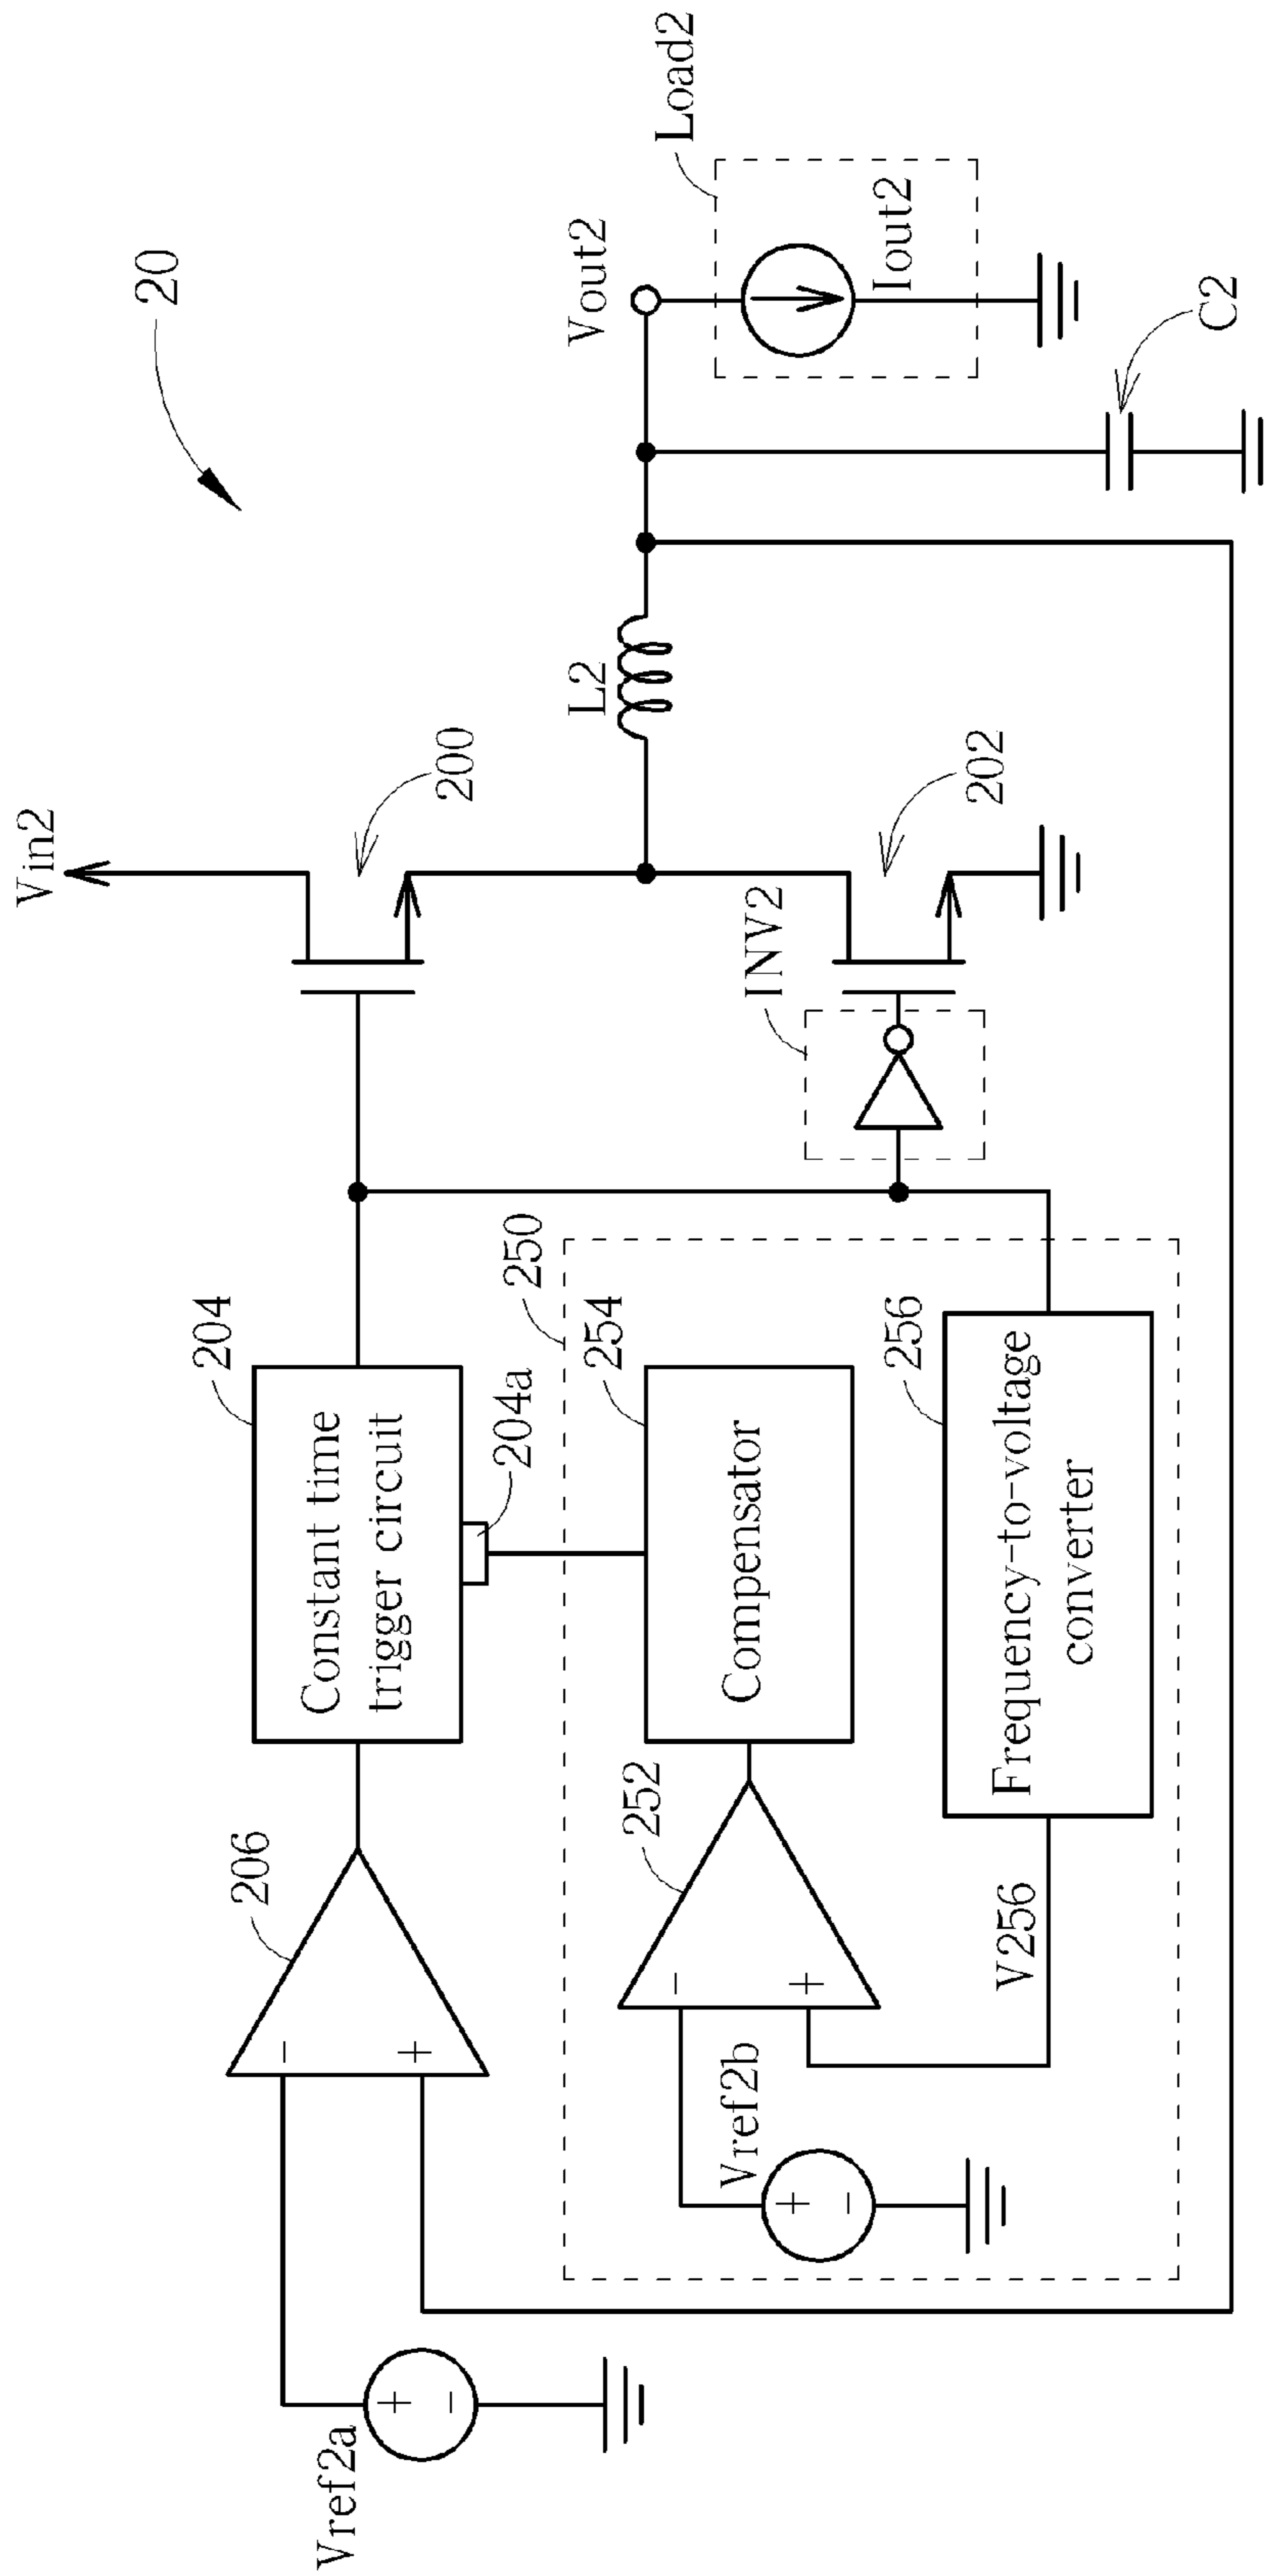 20
Vin2
200
204
Constant time
trigger circuit
204a
206
−
+
Vref2a
+
−
Vout2
Load2
Iout2
L2
C2
INV2
202
250
254
Compensator
252
−
+
Vref2b
+
−
256
Frequency-to-voltage
converter
V256